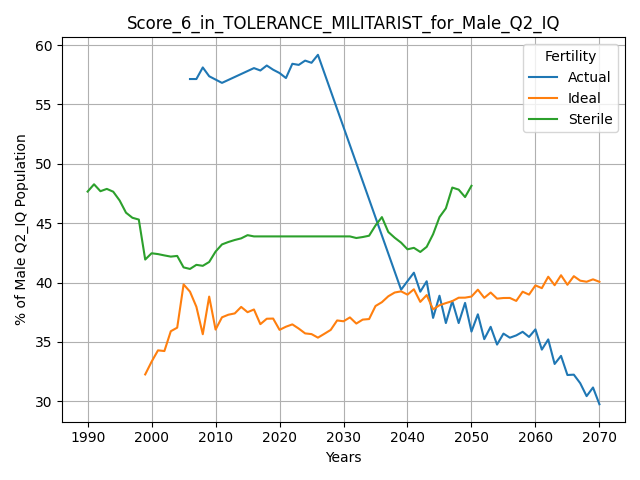 Score_6_in_TOLERANCE_MILITARIST_for_Male_Q2_IQ
Fertility
Actual
Ideal
Sterile
% of Male Q2_IQ Population
60
55
50
45
40
35
30
1990 2000 2010 2020 2030 2040 2050 2060 2070
Years